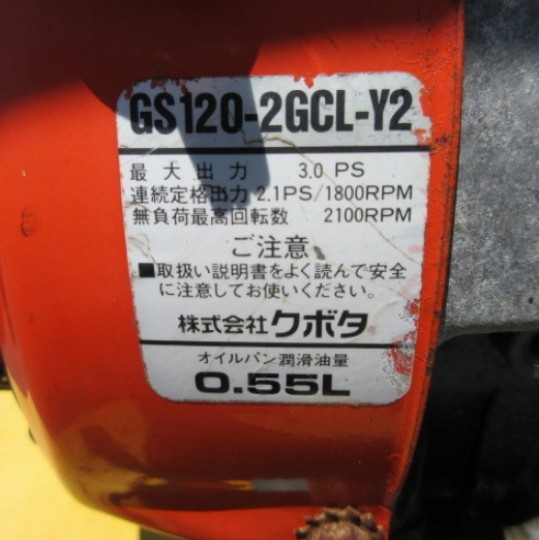 GS120-2GCL-Y2
最大出力 3.0 PS
連続定格出力 2.1PS/1800RPM
無負荷最高回転数 2100RPM
ご注意
■取扱い説明書をよく読んで安全
に注意してお使いください。
株式会社クボタ
オイルパン潤滑油量
0.55L